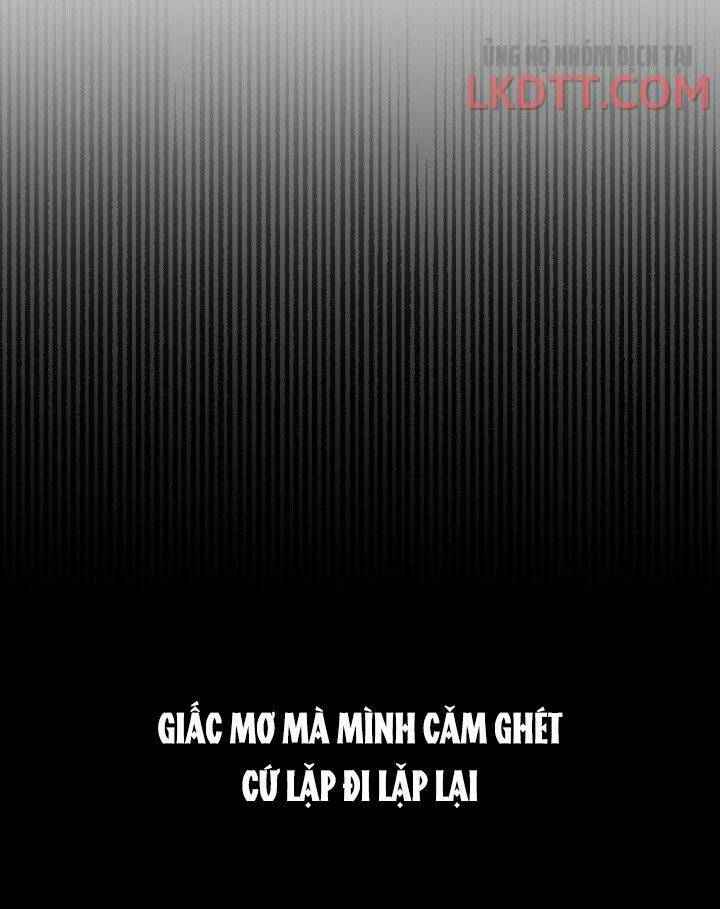 ỦNG HỘ NHÓM DỊCH TẠI
LKDTT.COM
GIẤC MƠ MÀ MÌNH CĂM GHÉT
CỨ LẶP ĐI LẶP LẠI